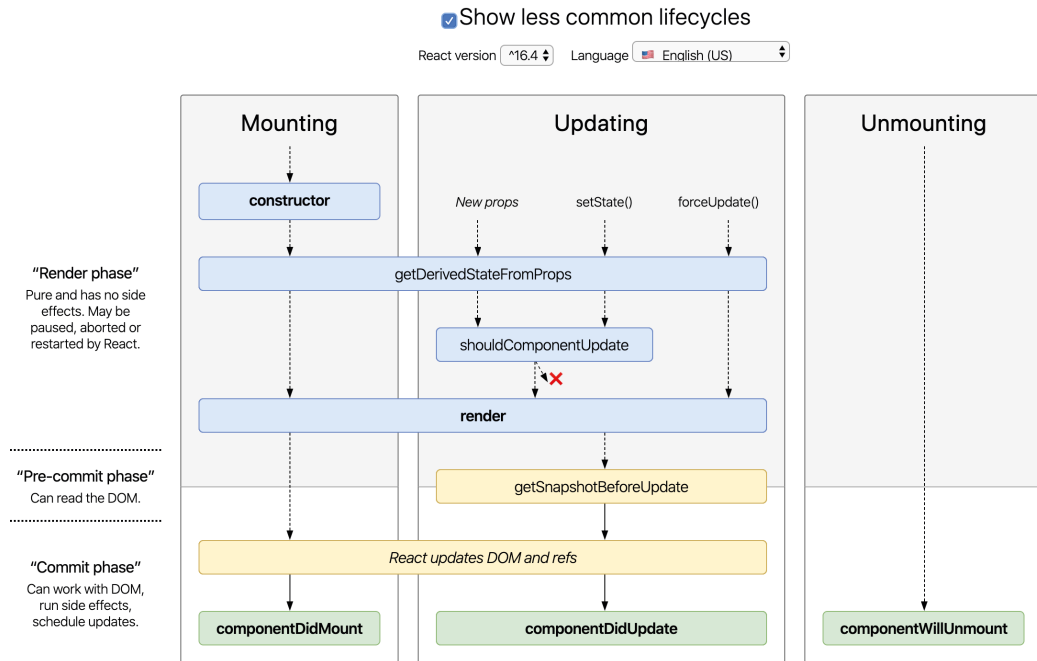 Show less common lifecycles
React version ^16.4 Language English (US)
Mounting
Updating
Unmounting
constructor
New props
setState()
forceUpdate()
“Render phase”
Pure and has no side
effects. May be
paused, aborted or
restarted by React.
getDerivedStateFromProps
shouldComponentUpdate
render
“Pre-commit phase”
Can read the DOM.
getSnapshotBeforeUpdate
“Commit phase”
Can work with DOM,
run side effects,
schedule updates.
React updates DOM and refs
componentDidMount
componentDidUpdate
componentWillUnmount